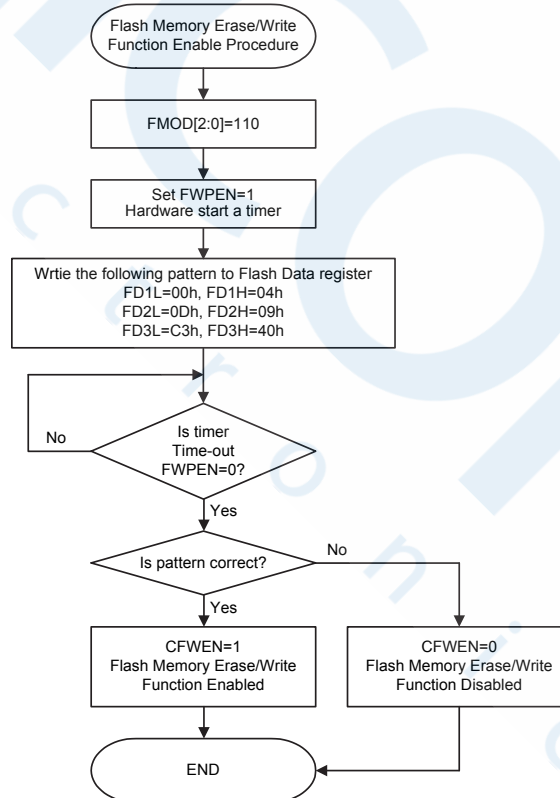 Flash Memory Erase/Write
Function Enable Procedure
FMOD[2:0]=110
Set FWPEN=1
Hardware start a timer
Wrtie the following pattern to Flash Data register
FD1L=00h, FD1H=04h
FD2L=0Dh, FD2H=09h
FD3L=C3h, FD3H=40h
Is timer
Time-out
FWPEN=0?
No
Yes
Is pattern correct?
No
Yes
CFWEN=1
Flash Memory Erase/Write
Function Enabled
CFWEN=0
Flash Memory Erase/Write
Function Disabled
END